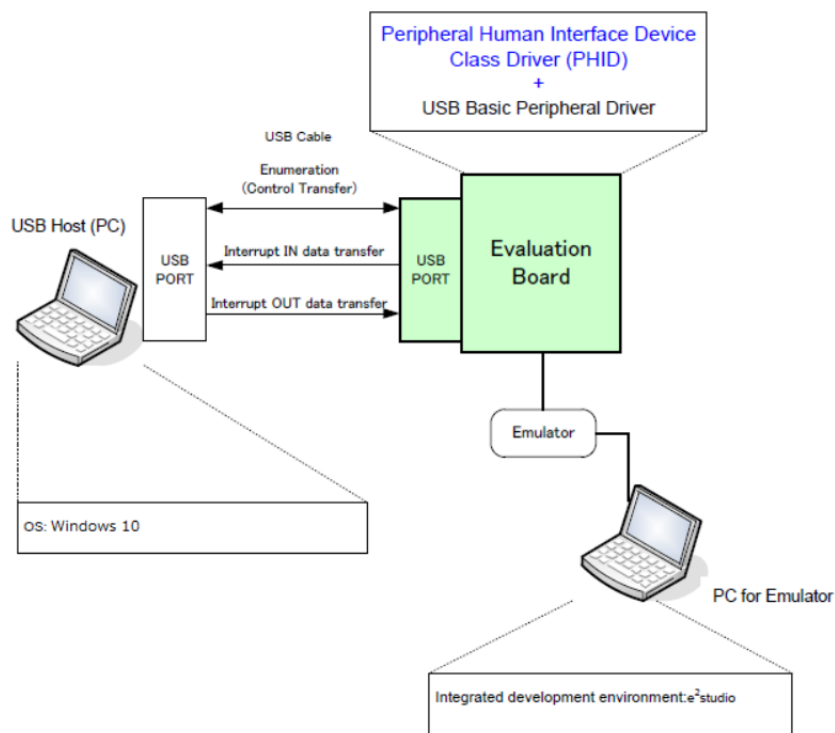 Peripheral Human Interface Device
Class Driver (PHID)
+
USB Basic Peripheral Driver
USB Cable
Enumeration
(Control Transfer)
USB Host (PC)
USB
PORT
Interrupt IN data transfer
Interrupt OUT data transfer
USB
PORT
Evaluation
Board
Emulator
OS: Windows 10
PC for Emulator
Integrated development environment:e²studio